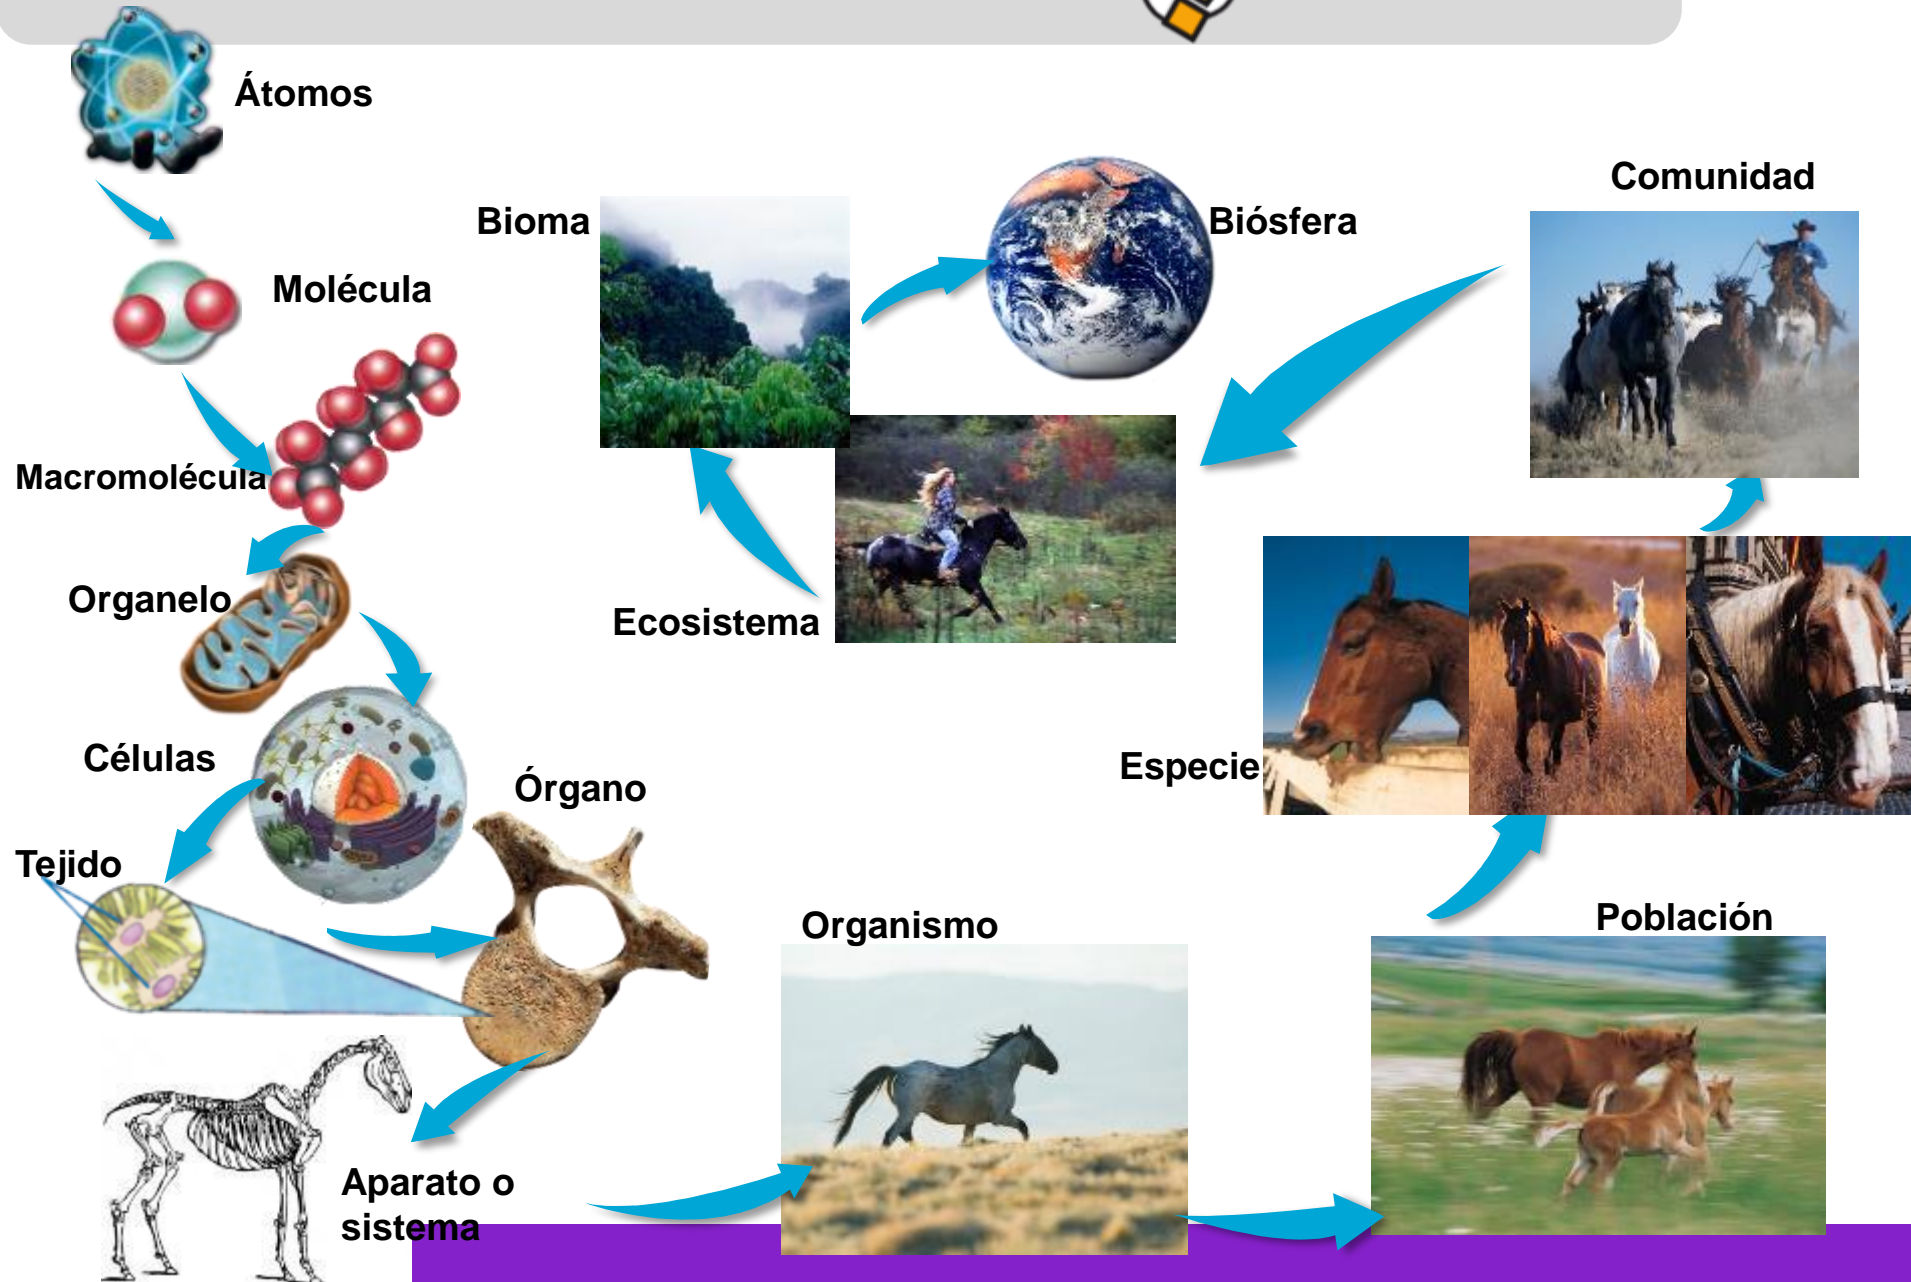 Átomos
Molécula
Macromolécula
Organelo
Células
Tejido
Órgano
Aparato o
sistema
Organismo
Población
Especie
Comunidad
Ecosistema
Bioma
Biósfera